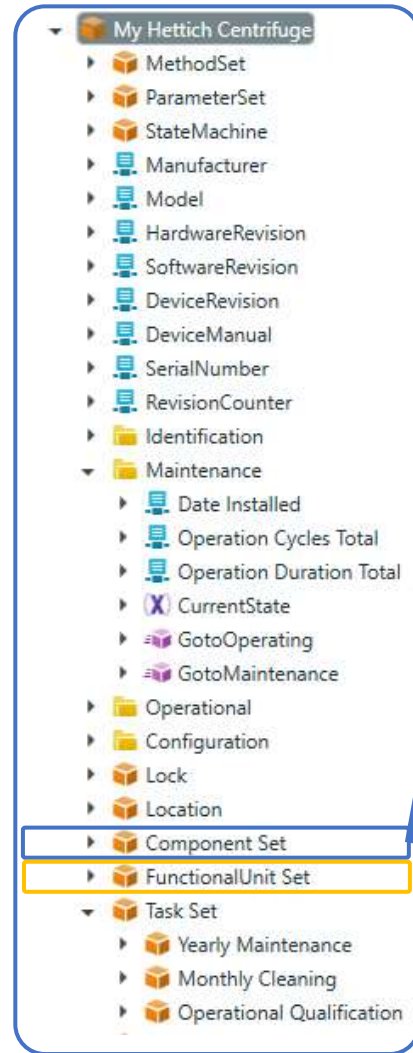 My Hettich Centrifuge
MethodSet
ParameterSet
StateMachine
Manufacturer
Model
HardwareRevision
SoftwareRevision
DeviceRevision
DeviceManual
SerialNumber
RevisionCounter
Identification
Maintenance
Date Installed
Operation Cycles Total
Operation Duration Total
CurrentState
GotoOperating
GotoMaintenance
Operational
Configuration
Lock
Location
Component Set
FunctionalUnit Set
Task Set
Yearly Maintenance
Monthly Cleaning
Operational Qualification